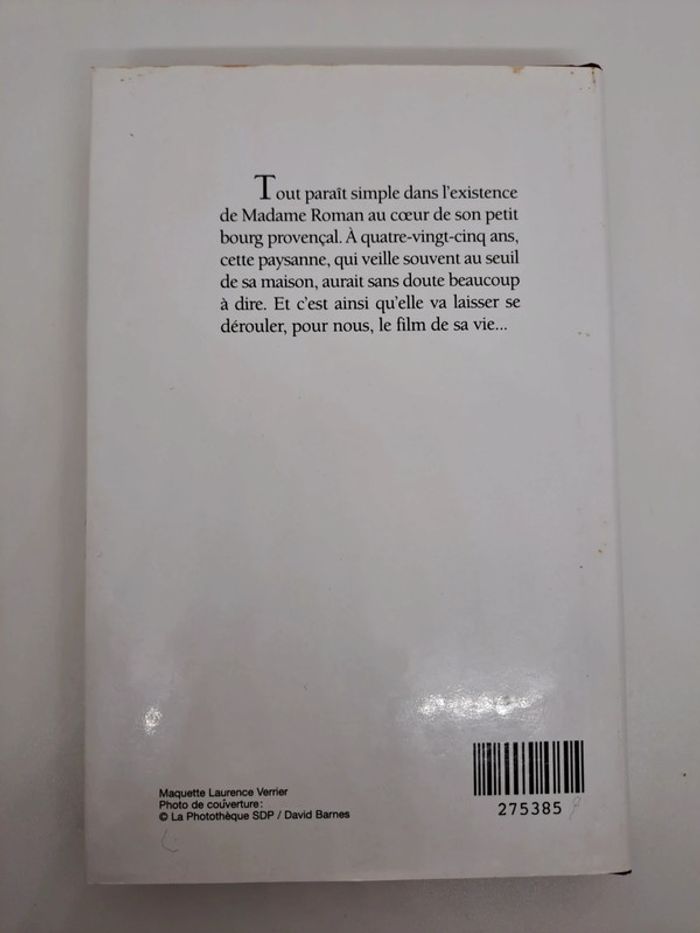 Tout paraît simple dans l'existence
de Madame Roman au cœur de son petit
bourg provençal. À quatre-vingt-cinq ans,
cette paysanne, qui veille souvent au seuil
de sa maison, aurait sans doute beaucoup
à dire. Et c'est ainsi qu'elle va laisser se
dérouler, pour nous, le film de sa vie...
Maquette Laurence Verrier
Photo de couverture :
© La Photothèque SDP / David Barnes
275385